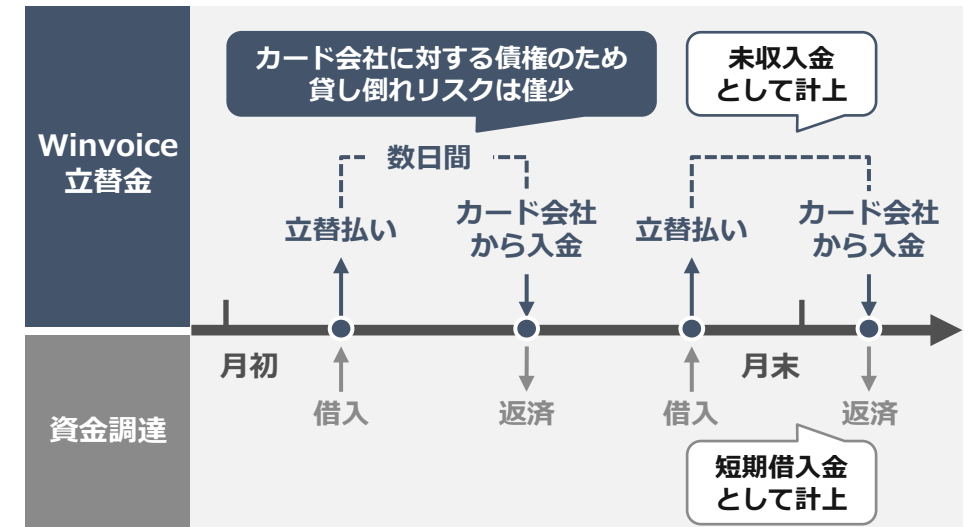 Winvoice
立替金
カード会社に対する債権のため
貸し倒れリスクは僅少
未収入金
として計上
数日間
立替払い
カード会社
から入金
立替払い
カード会社
から入金
月初
月末
資金調達
借入
返済
借入
返済
短期借入金
として計上